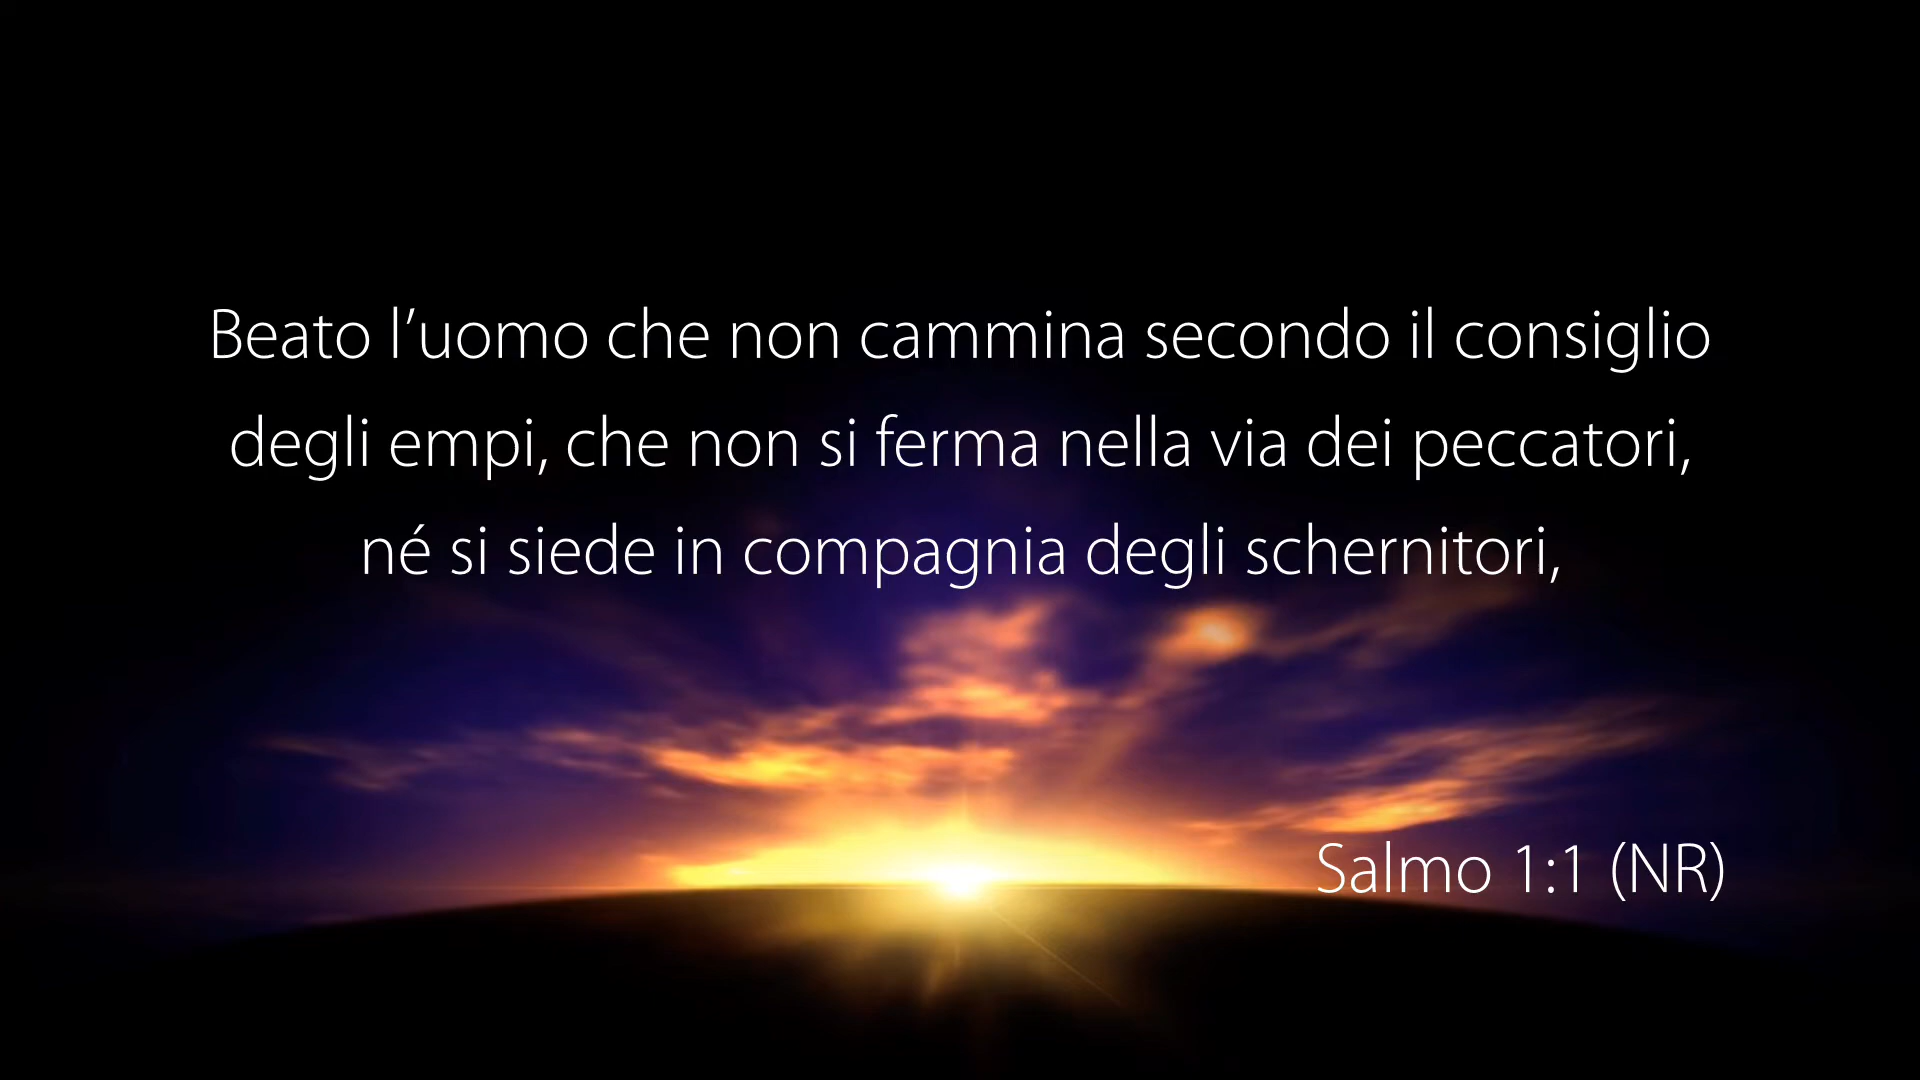 Beato l’uomo che non cammina secondo il consiglio
degli empi, che non si ferma nella via dei peccatori,
né si siede in compagnia degli schernitori,
Salmo 1:1 (NR)